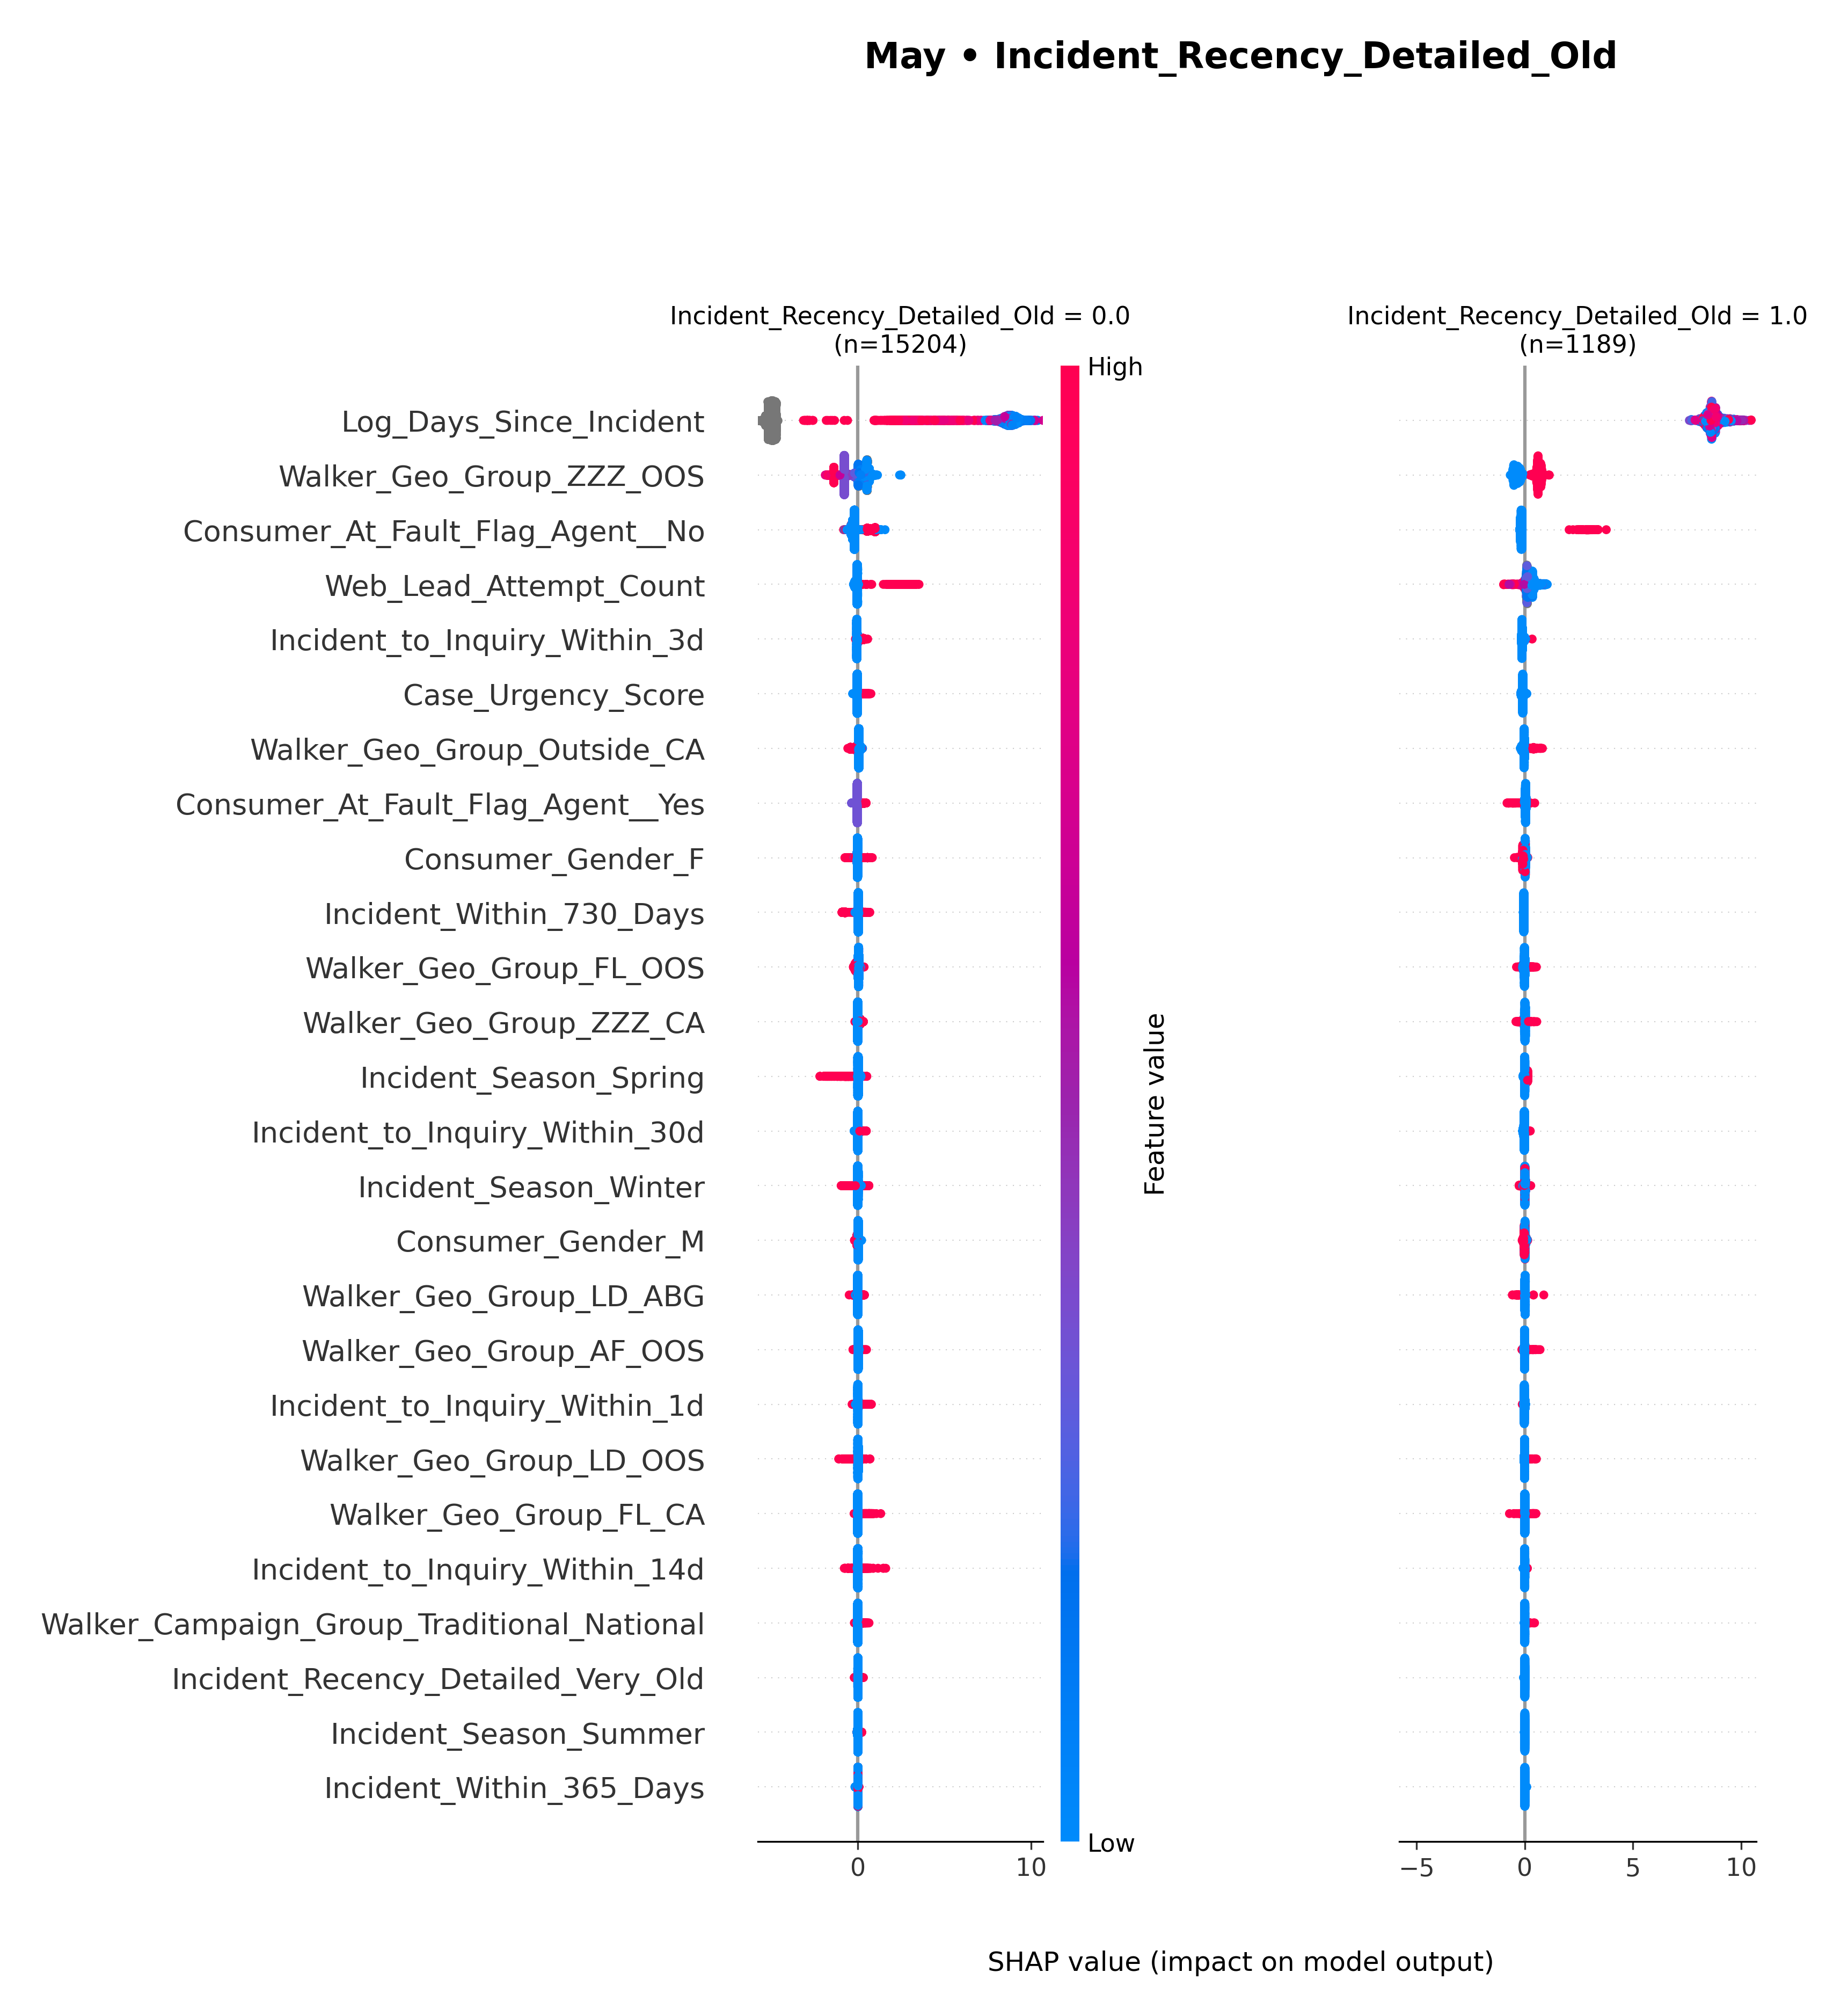 May • Incident_Recency_Detailed_Old
Incident_Recency_Detailed_Old = 0.0
(n=15204)
Incident_Recency_Detailed_Old = 1.0
(n=1189)
High
Log_Days_Since_Incident
Walker_Geo_Group_ZZZ_OOS
Consumer_At_Fault_Flag_Agent__No
Web_Lead_Attempt_Count
Incident_to_Inquiry_Within_3d
Case_Urgency_Score
Walker_Geo_Group_Outside_CA
Consumer_At_Fault_Flag_Agent__Yes
Consumer_Gender_F
Incident_Within_730_Days
Walker_Geo_Group_FL_OOS
Walker_Geo_Group_ZZZ_CA
Incident_Season_Spring
Incident_to_Inquiry_Within_30d
Incident_Season_Winter
Consumer_Gender_M
Walker_Geo_Group_LD_ABG
Walker_Geo_Group_AF_OOS
Incident_to_Inquiry_Within_1d
Walker_Geo_Group_LD_OOS
Walker_Geo_Group_FL_CA
Incident_to_Inquiry_Within_14d
Walker_Campaign_Group_Traditional_National
Incident_Recency_Detailed_Very_Old
Incident_Season_Summer
Incident_Within_365_Days
Feature value
Low
0 10
−5 0 5 10
SHAP value (impact on model output)